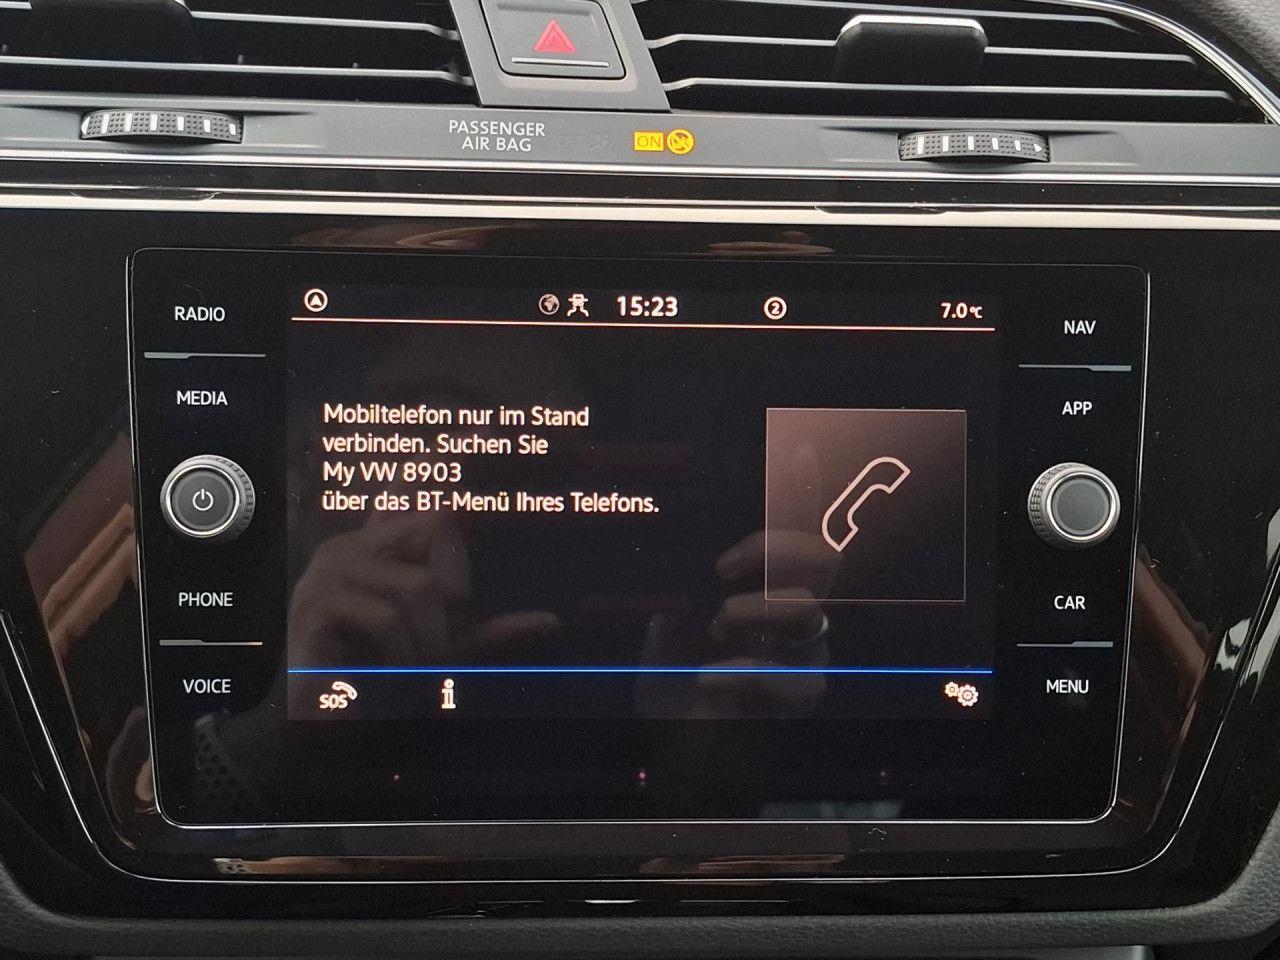 PASSENGER
AIR BAG
ON
RADIO
MEDIA
PHONE
VOICE
15:23
2
7.0°C
Mobiltelefon nur im Stand
verbinden. Suchen Sie
My VW 8903
über das BT-Menü Ihres Telefons.
SOS
i
NAV
APP
CAR
MENU